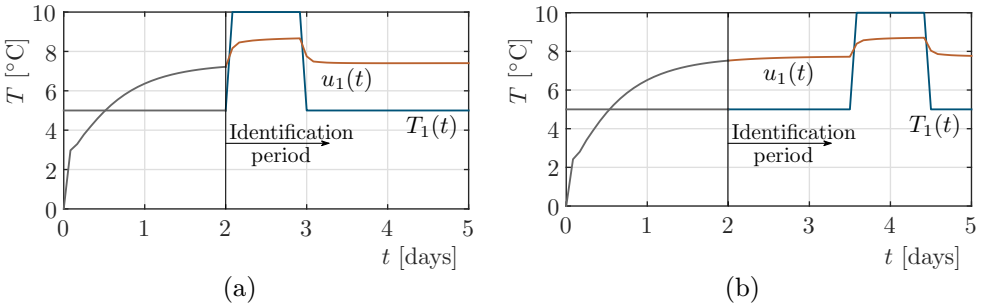 T [°C]
10
8
6
4
2
0
u₁(t)
T₁(t)
Identification
period
0 1 2 3 4 5
t [days]
(a)
T [°C]
10
8
6
4
2
0
u₁(t)
T₁(t)
Identification
period
0 1 2 3 4 5
t [days]
(b)